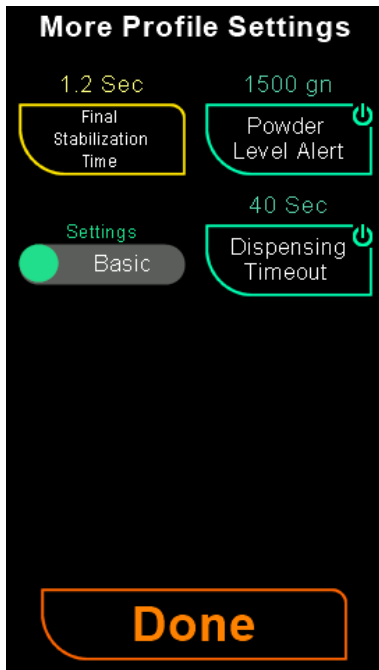 More Profile Settings
1.2 Sec
Final
Stabilization
Time
1500 gn
Powder
Level Alert
Settings
Basic
40 Sec
Dispensing
Timeout
Done